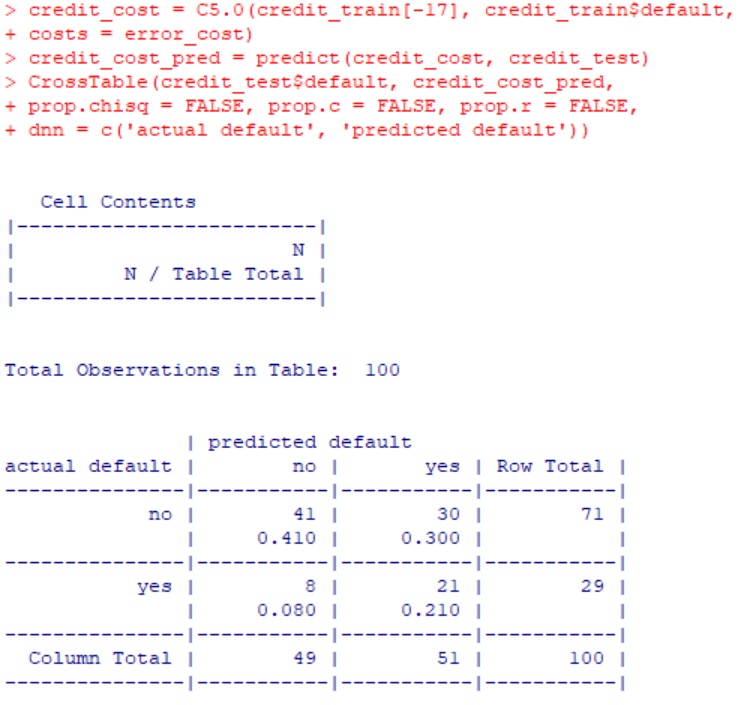 > credit_cost = C5.0(credit_train[-17], credit_train$default,
+ costs = error_cost)
> credit_cost_pred = predict(credit_cost, credit_test)
> CrossTable(credit_test$default, credit_cost_pred,
+ prop.chisq = FALSE, prop.c = FALSE, prop.r = FALSE,
+ dnn = c('actual default', 'predicted default'))
   Cell Contents
|-------------------------|
|                       N |
|         N / Table Total |
|-------------------------|
Total Observations in Table:  100
               | predicted default
actual default |        no |       yes | Row Total |
---------------|-----------|-----------|-----------|
            no |        41 |        30 |        71 |
               |     0.410 |     0.300 |           |
---------------|-----------|-----------|-----------|
           yes |         8 |        21 |        29 |
               |     0.080 |     0.210 |           |
---------------|-----------|-----------|-----------|
  Column Total |        49 |        51 |       100 |
---------------|-----------|-----------|-----------|